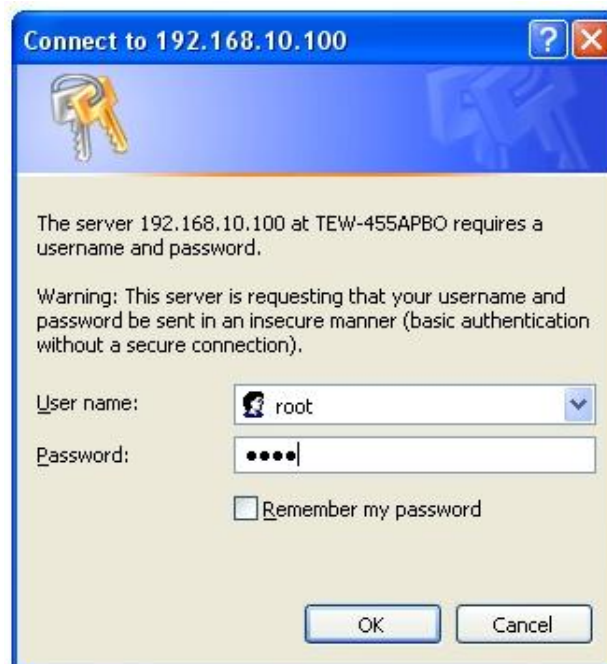 Connect to 192.168.10.100
The server 192.168.10.100 at TEW-455APBO requires a
username and password.
Warning: This server is requesting that your username and
password be sent in an insecure manner (basic authentication
without a secure connection).
User name:
root
Password:
••••
Remember my password
OK
Cancel